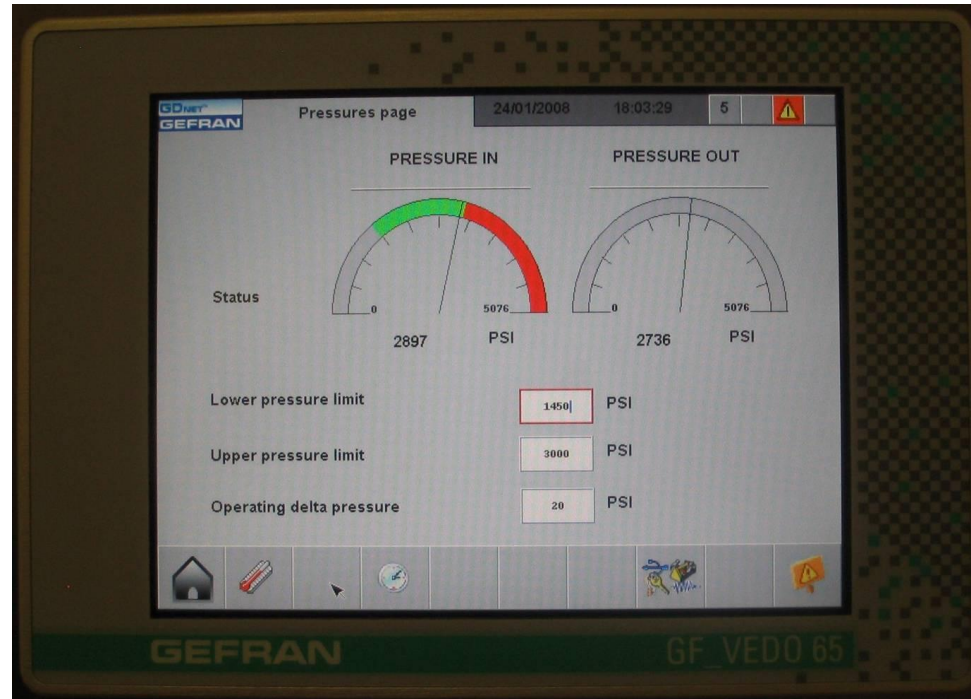 GDNET™
GEFRAN
Pressures page
24/01/2008
18:03:29
5
PRESSURE IN
PRESSURE OUT
Status
0
5076
0
5076
2897
PSI
2736
PSI
Lower pressure limit
1450
PSI
Upper pressure limit
3000
PSI
Operating delta pressure
20
PSI
GEFRAN
GF_VEDO 65